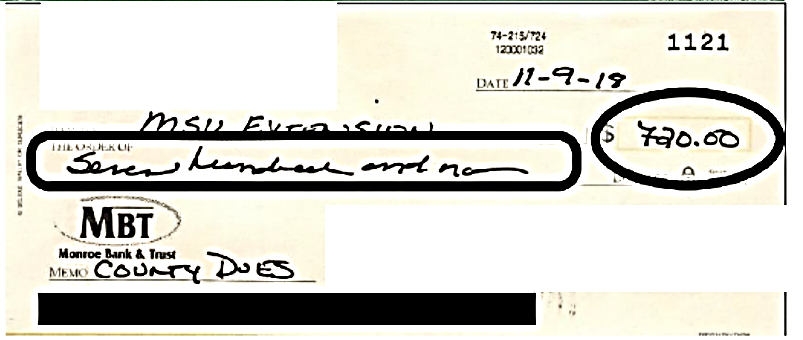 74-215/724
1121
DATE 11-9-18
MSU EXTENSION
THE ORDER OF
$ 720.00
Seven hundred and no
MBT
Monroe Bank & Trust
MEMO COUNTY DUES